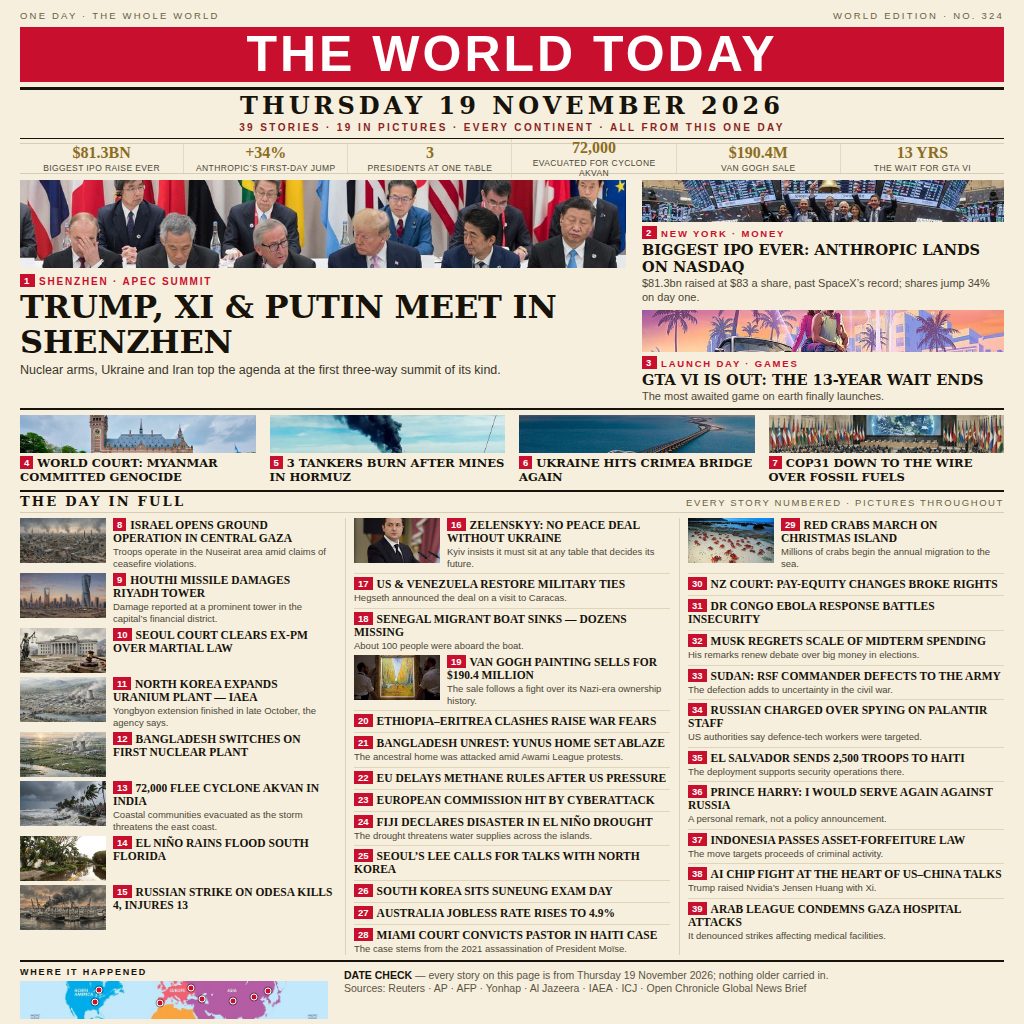 ONE DAY · THE WHOLE WORLD
WORLD EDITION · NO. 324
THE WORLD TODAY
THURSDAY 19 NOVEMBER 2026
39 STORIES · 19 IN PICTURES · EVERY CONTINENT · ALL FROM THIS ONE DAY
$81.3BN
BIGGEST IPO RAISE EVER
+34%
ANTHROPIC'S FIRST-DAY JUMP
3
PRESIDENTS AT ONE TABLE
72,000
EVACUATED FOR CYCLONE
AKVAN
$190.4M
VAN GOGH SALE
13 YRS
THE WAIT FOR GTA VI
1 SHENZHEN · APEC SUMMIT
TRUMP, XI & PUTIN MEET IN
SHENZHEN
Nuclear arms, Ukraine and Iran top the agenda at the first three-way summit of its kind.
2 NEW YORK · MONEY
BIGGEST IPO EVER: ANTHROPIC LANDS
ON NASDAQ
$81.3bn raised at $83 a share, past SpaceX's record; shares jump 34%
on day one.
3 LAUNCH DAY · GAMES
GTA VI IS OUT: THE 13-YEAR WAIT ENDS
The most awaited game on earth finally launches.
4 WORLD COURT: MYANMAR
COMMITTED GENOCIDE
5 3 TANKERS BURN AFTER MINES
IN HORMUZ
6 UKRAINE HITS CRIMEA BRIDGE
AGAIN
7 COP31 DOWN TO THE WIRE
OVER FOSSIL FUELS
THE DAY IN FULL
EVERY STORY NUMBERED · PICTURES THROUGHOUT
8 ISRAEL OPENS GROUND
OPERATION IN CENTRAL GAZA
Troops operate in the Nuseirat area amid claims of
ceasefire violations.
9 HOUTHI MISSILE DAMAGES
RIYADH TOWER
Damage reported at a prominent tower in the
capital's financial district.
10 SEOUL COURT CLEARS EX-PM
OVER MARTIAL LAW
11 NORTH KOREA EXPANDS
URANIUM PLANT — IAEA
Yongbyon extension finished in late October, the
agency says.
12 BANGLADESH SWITCHES ON
FIRST NUCLEAR PLANT
13 72,000 FLEE CYCLONE AKVAN IN
INDIA
Coastal communities evacuated as the storm
threatens the east coast.
14 EL NIÑO RAINS FLOOD SOUTH
FLORIDA
15 RUSSIAN STRIKE ON ODESA KILLS
4, INJURES 13
16 ZELENSKYY: NO PEACE DEAL
WITHOUT UKRAINE
Kyiv insists it must sit at any table that decides its
future.
17 US & VENEZUELA RESTORE MILITARY TIES
Hegseth announced the deal on a visit to Caracas.
18 SENEGAL MIGRANT BOAT SINKS — DOZENS
MISSING
About 100 people were aboard the boat.
19 VAN GOGH PAINTING SELLS FOR
$190.4 MILLION
The sale follows a fight over its Nazi-era ownership
history.
20 ETHIOPIA–ERITREA CLASHES RAISE WAR FEARS
21 BANGLADESH UNREST: YUNUS HOME SET ABLAZE
The ancestral home was attacked amid Awami League protests.
22 EU DELAYS METHANE RULES AFTER US PRESSURE
23 EUROPEAN COMMISSION HIT BY CYBERATTACK
24 FIJI DECLARES DISASTER IN EL NIÑO DROUGHT
The drought threatens water supplies across the islands.
25 SEOUL'S LEE CALLS FOR TALKS WITH NORTH
KOREA
26 SOUTH KOREA SITS SUNEUNG EXAM DAY
27 AUSTRALIA JOBLESS RATE RISES TO 4.9%
28 MIAMI COURT CONVICTS PASTOR IN HAITI CASE
The case stems from the 2021 assassination of President Moïse.
29 RED CRABS MARCH ON
CHRISTMAS ISLAND
Millions of crabs begin the annual migration to the
sea.
30 NZ COURT: PAY-EQUITY CHANGES BROKE RIGHTS
31 DR CONGO EBOLA RESPONSE BATTLES
INSECURITY
32 MUSK REGRETS SCALE OF MIDTERM SPENDING
His remarks renew debate over big money in elections.
33 SUDAN: RSF COMMANDER DEFECTS TO THE ARMY
The defection adds to uncertainty in the civil war.
34 RUSSIAN CHARGED OVER SPYING ON PALANTIR
STAFF
US authorities say defence-tech workers were targeted.
35 EL SALVADOR SENDS 2,500 TROOPS TO HAITI
The deployment supports security operations there.
36 PRINCE HARRY: I WOULD SERVE AGAIN AGAINST
RUSSIA
A personal remark, not a policy announcement.
37 INDONESIA PASSES ASSET-FORFEITURE LAW
The move targets proceeds of criminal activity.
38 AI CHIP FIGHT AT THE HEART OF US–CHINA TALKS
Trump raised Nvidia's Jensen Huang with Xi.
39 ARAB LEAGUE CONDEMNS GAZA HOSPITAL
ATTACKS
It denounced strikes affecting medical facilities.
WHERE IT HAPPENED
NORTH
AMERICA
EUROPE
ASIA
DATE CHECK — every story on this page is from Thursday 19 November 2026; nothing older carried in.
Sources: Reuters · AP · AFP · Yonhap · Al Jazeera · IAEA · ICJ · Open Chronicle Global News Brief